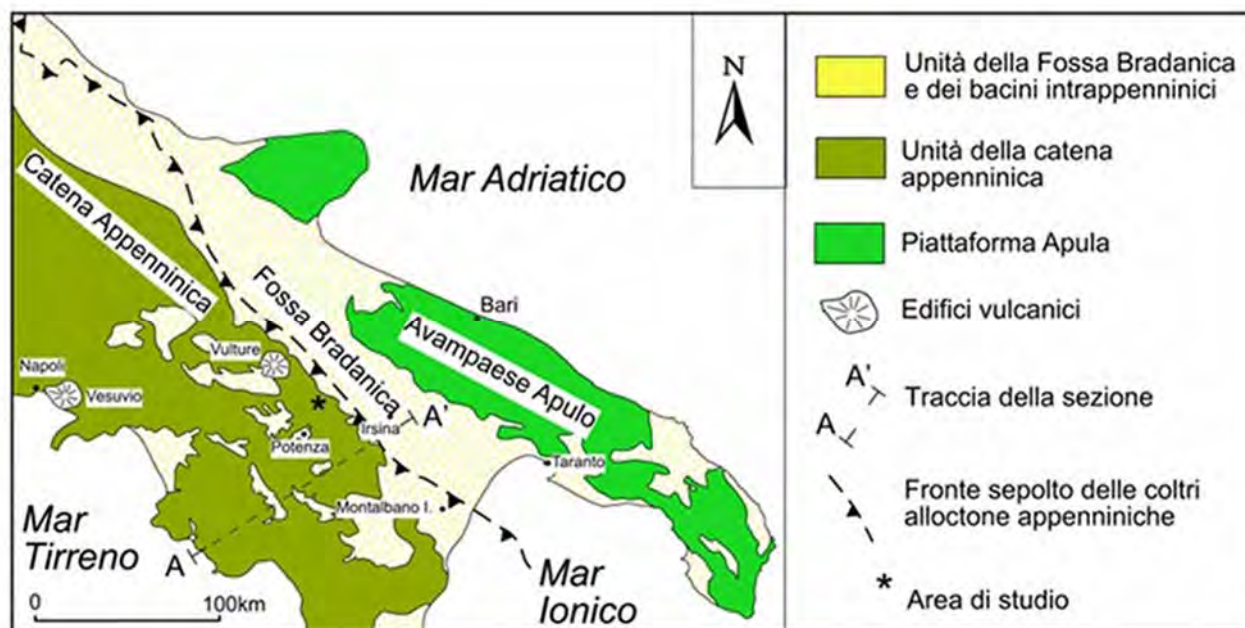 Mar Adriatico
Catena Appenninica
Fossa Bradanica
Avampaese Apulo
Bari
Vulture
Napoli
Vesuvio
Irsina
A'
Potenza
Taranto
Montalbano I.
Mar
Tirreno
A
Mar
Ionico
0
100km
N
Unità della Fossa Bradanica
e dei bacini intrappenninici
Unità della catena
appenninica
Piattaforma Apula
Edifici vulcanici
A'
Traccia della sezione
A
Fronte sepolto delle coltri
alloctone appenniniche
* Area di studio